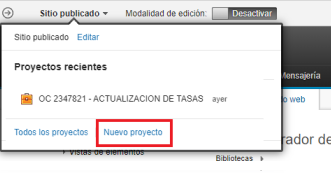 Sitio publicado ▾ Modalidad de edición: Desactivar
Sitio publicado Editar
Proyectos recientes
OC 2347821 - ACTUALIZACION DE TASAS ayer
Todos los proyectos Nuevo proyecto
Mensajería
do web
rador de
Vistas de elementos
Bibliotecas